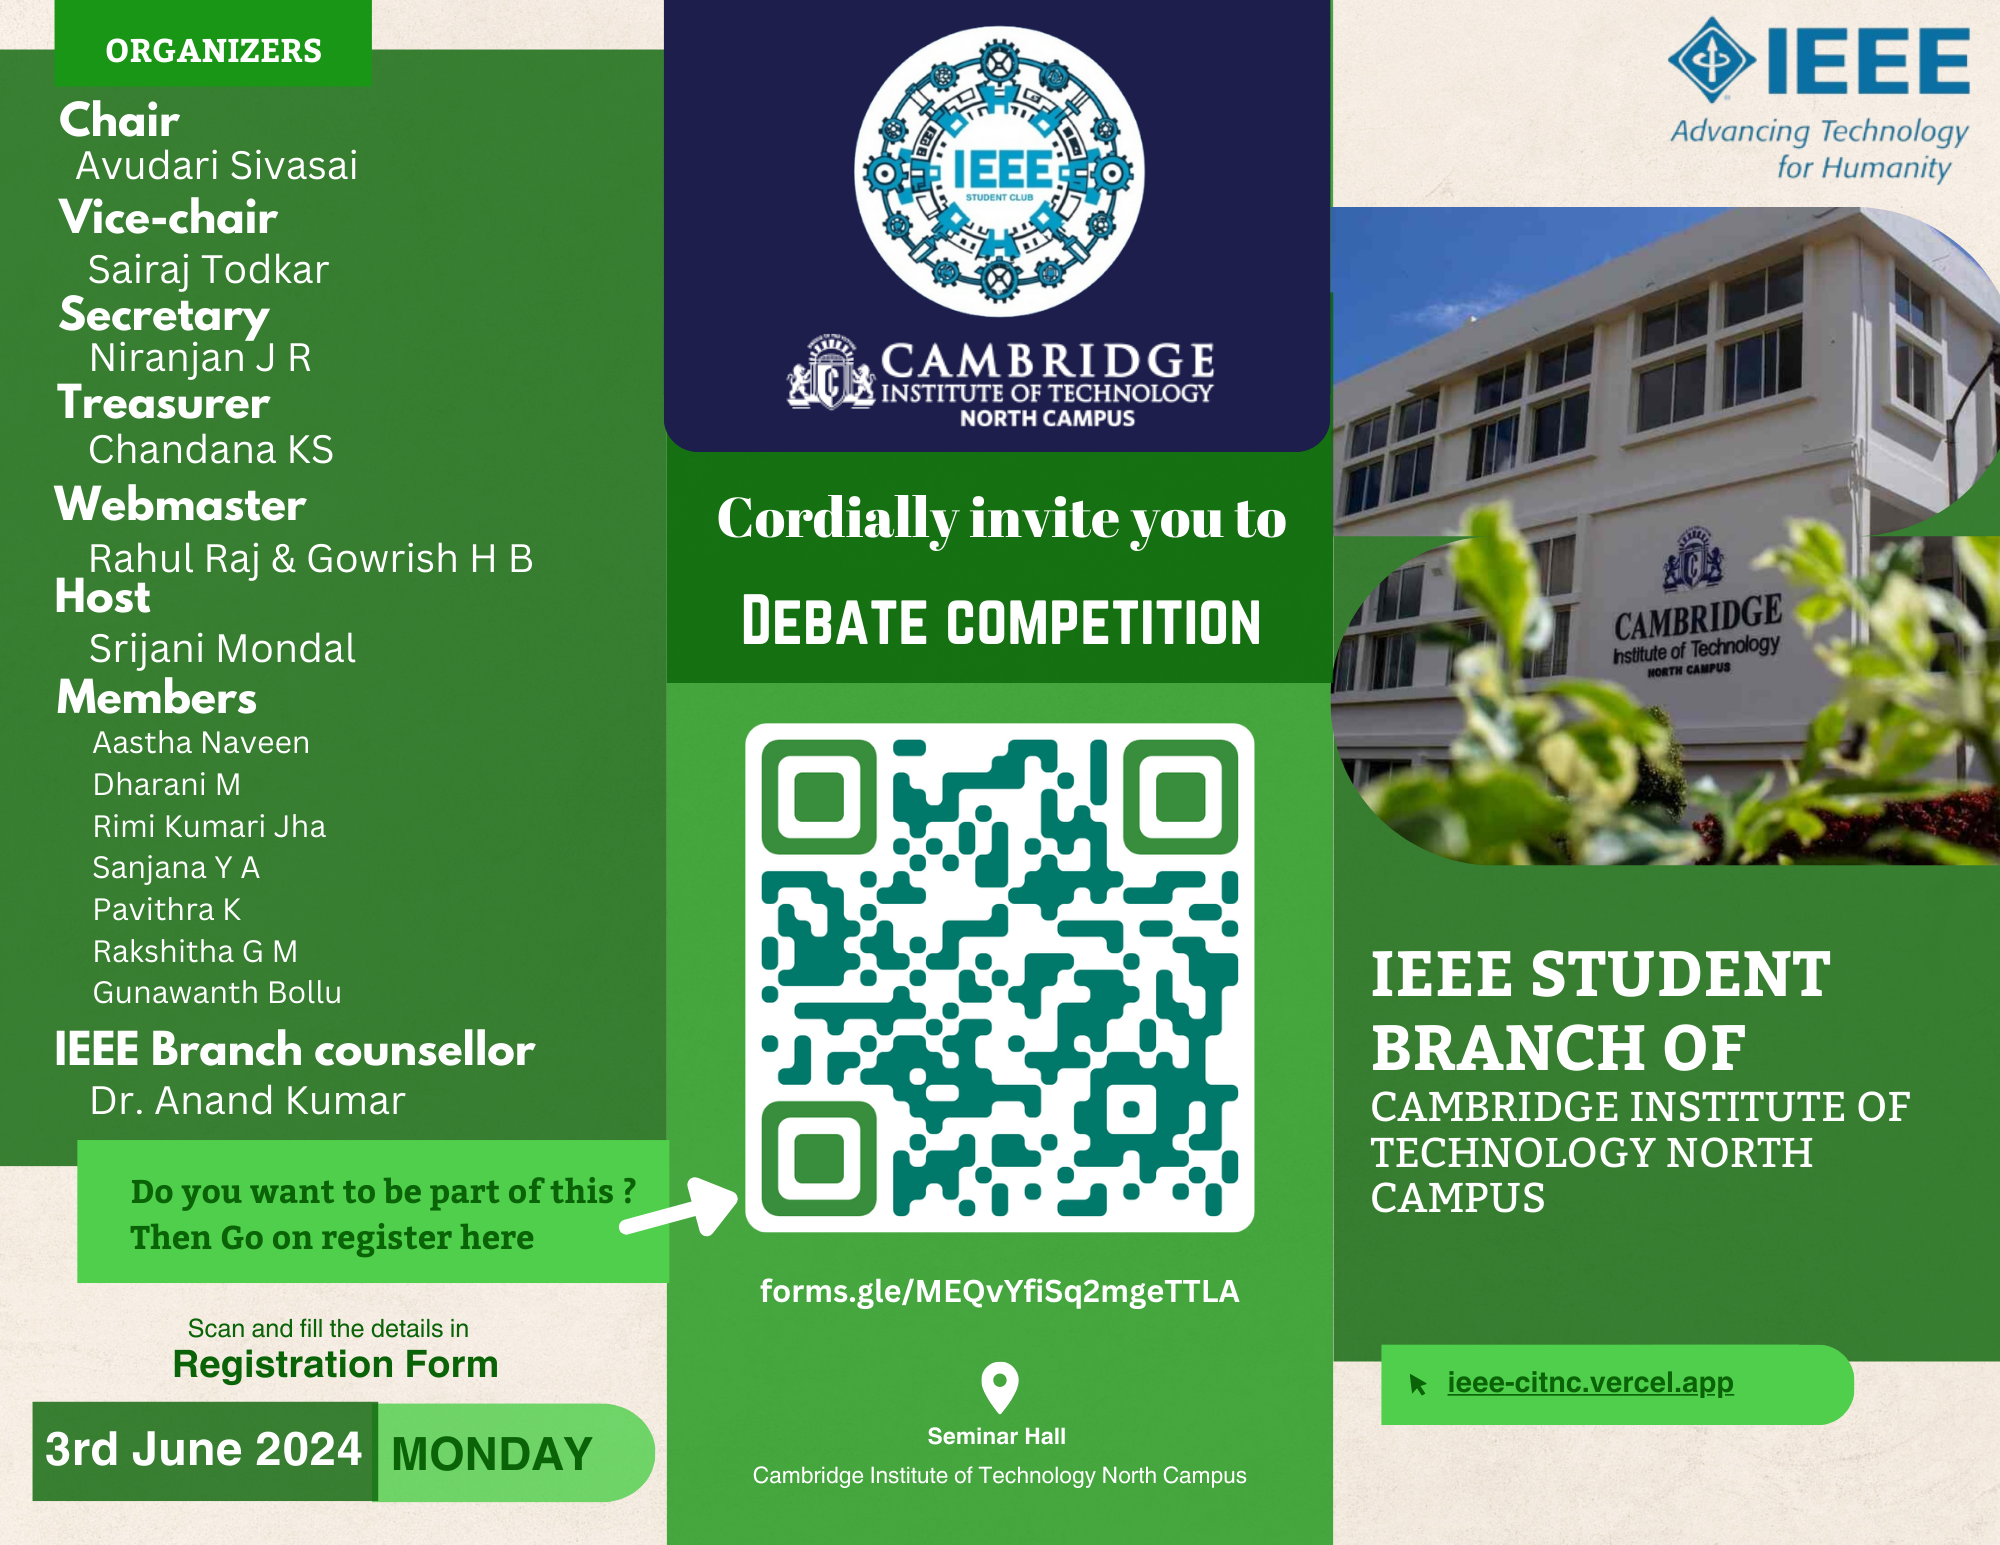 ORGANIZERS
Chair
Avudari Sivasai
Vice-chair
Sairaj Todkar
Secretary
Niranjan J R
Treasurer
Chandana KS
Webmaster
Rahul Raj & Gowrish H B
Host
Srijani Mondal
Members
Aastha Naveen
Dharani M
Rimi Kumari Jha
Sanjana Y A
Pavithra K
Rakshitha G M
Gunawanth Bollu
IEEE Branch counsellor
Dr. Anand Kumar
Do you want to be part of this ?
Then Go on register here
Scan and fill the details in
Registration Form
3rd June 2024 MONDAY
IEEE
STUDENT CLUB
CAMBRIDGE
INSTITUTE OF TECHNOLOGY
NORTH CAMPUS
Cordially invite you to
DEBATE COMPETITION
forms.gle/MEQvYfiSq2mgeTTLA
Seminar Hall
Cambridge Institute of Technology North Campus
IEEE
Advancing Technology
for Humanity
CAMBRIDGE
Institute of Technology
NORTH CAMPUS
IEEE STUDENT
BRANCH OF
CAMBRIDGE INSTITUTE OF
TECHNOLOGY NORTH
CAMPUS
ieee-citnc.vercel.app